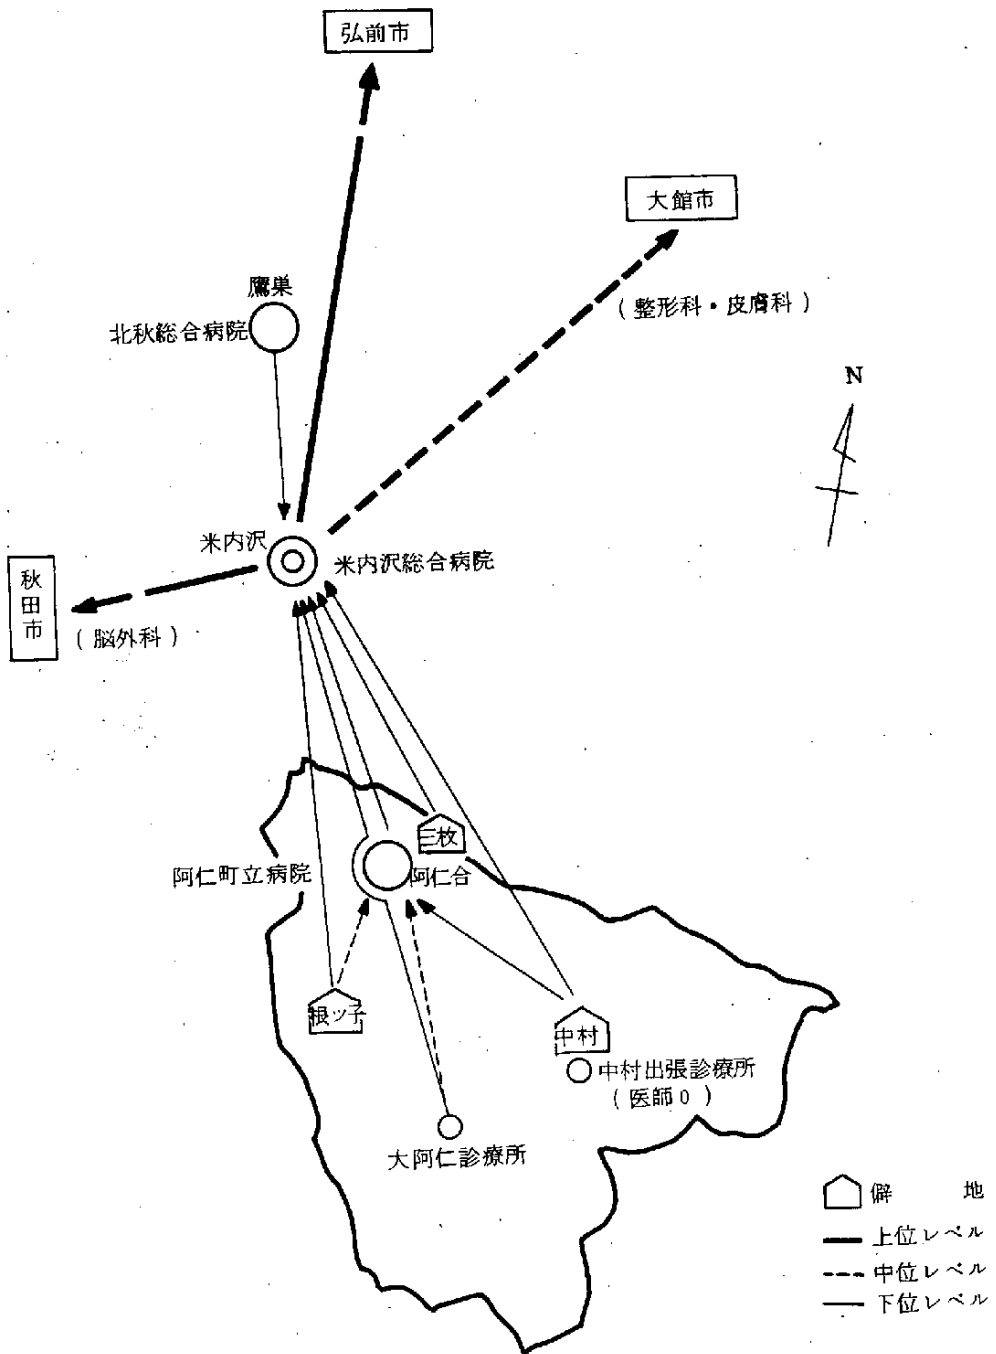 弘前市
大館市
鷹巣
北秋総合病院
(整形科・皮膚科)
N
米内沢
米内沢総合病院
秋田市
(脳外科)
三枚
阿仁町立病院
阿仁合
根ッ子
中村
中村出張診療所
(医師0)
大阿仁診療所
僻地
上位レベル
中位レベル
下位レベル